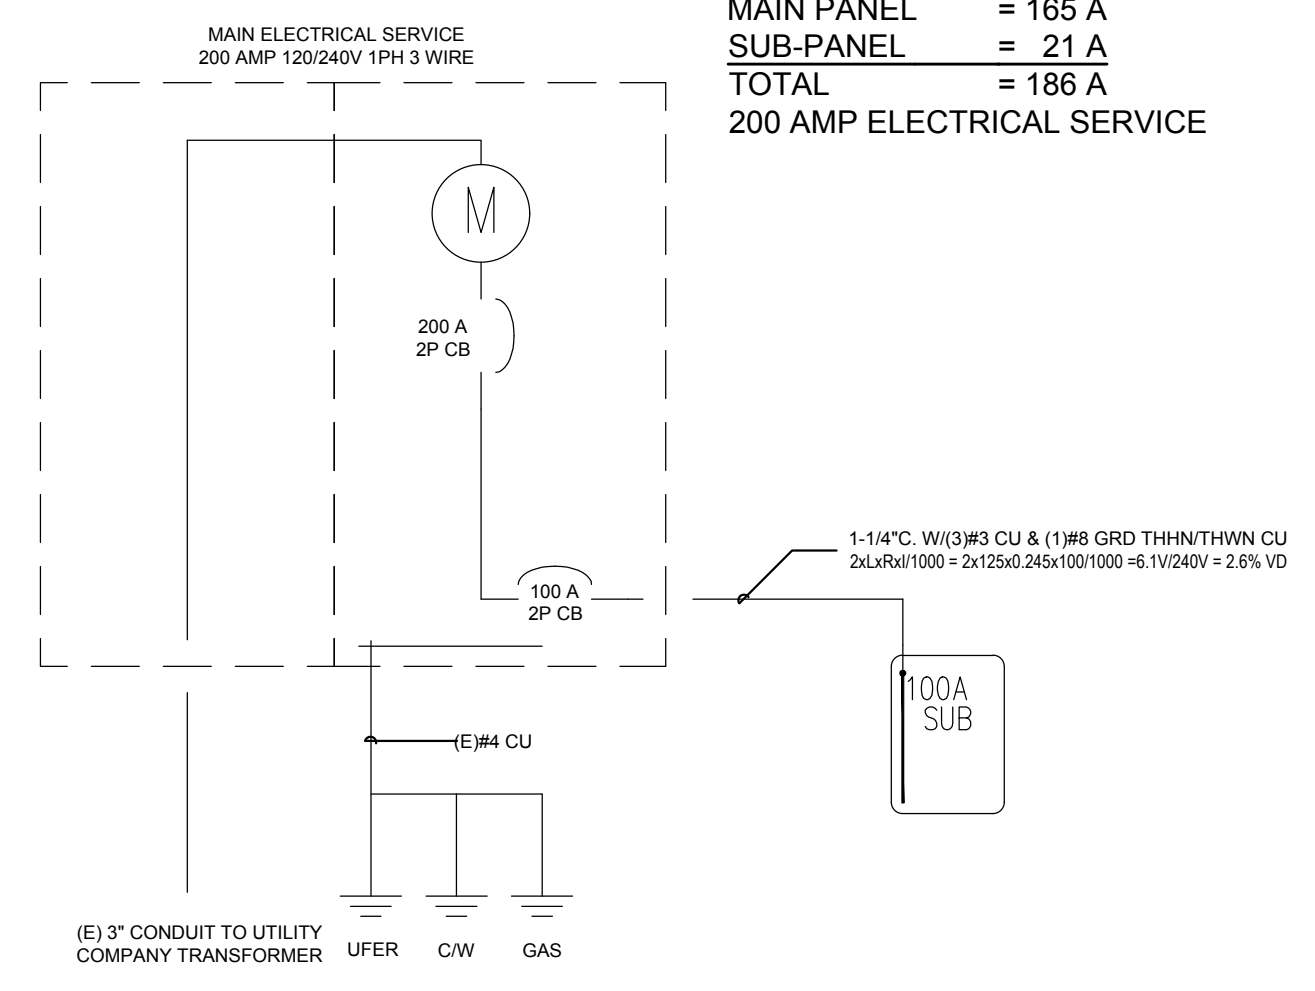 MAIN PANEL = 165 A
SUB-PANEL = 21 A
TOTAL = 186 A
200 AMP ELECTRICAL SERVICE
MAIN ELECTRICAL SERVICE
200 AMP 120/240V 1PH 3 WIRE
M
200 A
2P CB
100 A
2P CB
1-1/4"C. W/(3)#3 CU & (1)#8 GRD THHN/THWN CU
2xLxRxI/1000 = 2x125x0.245x100/1000 =6.1V/240V = 2.6% VD
100A
SUB
(E)#4 CU
(E) 3" CONDUIT TO UTILITY
COMPANY TRANSFORMER
UFER
C/W
GAS